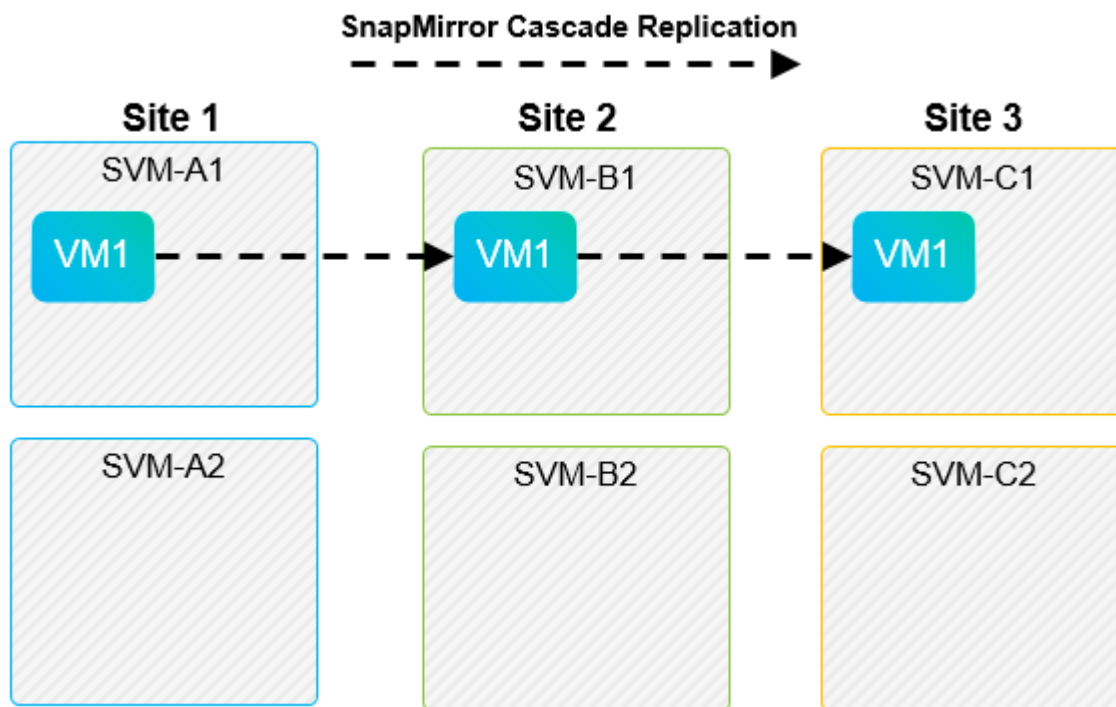 SnapMirror Cascade Replication
Site 1
Site 2
Site 3
SVM-A1
SVM-B1
SVM-C1
VM1
VM1
VM1
SVM-A2
SVM-B2
SVM-C2